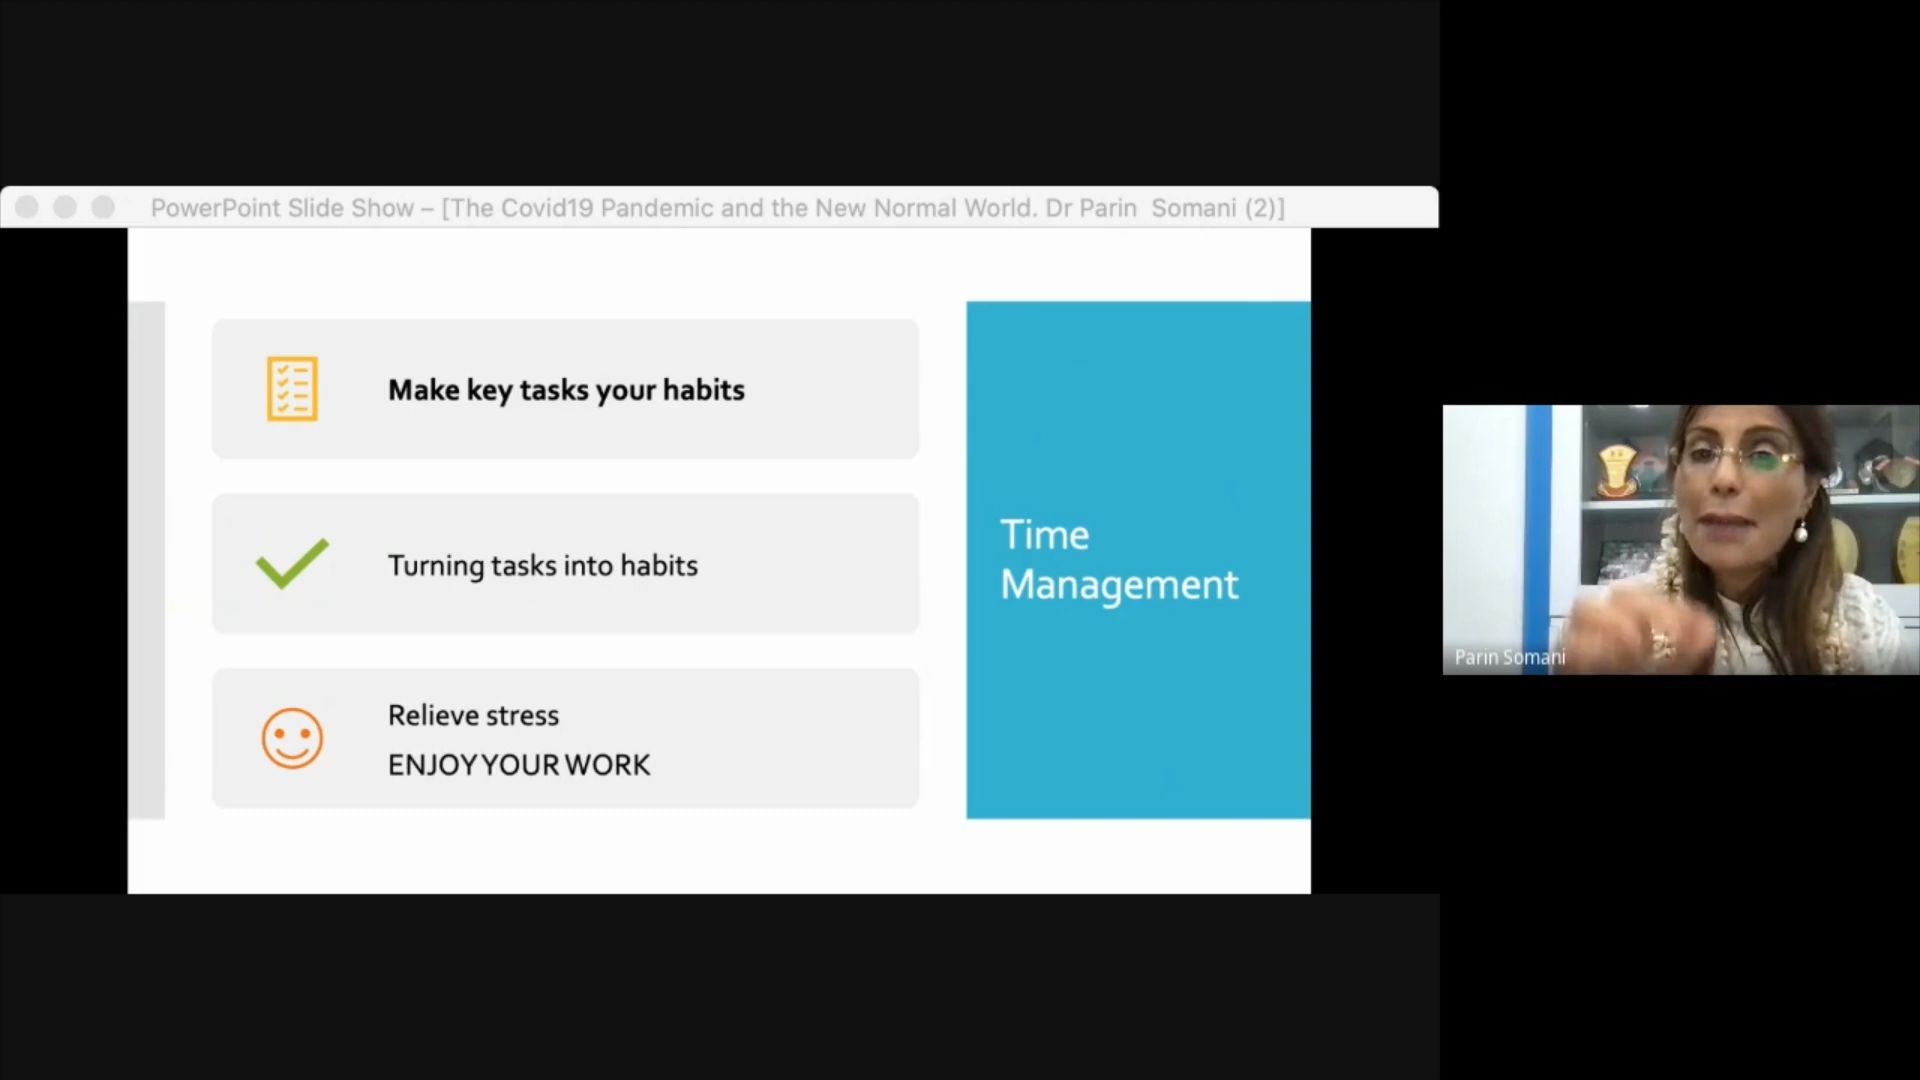 PowerPoint Slide Show – [The Covid19 Pandemic and the New Normal World. Dr Parin  Somani (2)]
Make key tasks your habits
Turning tasks into habits
Relieve stress
ENJOY YOUR WORK
Time
Management
Parin Somani